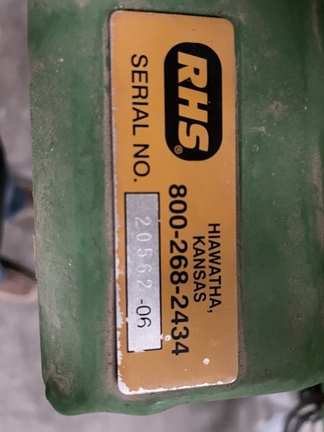 RHS®
HIAWATHA,
KANSAS
800-268-2434
SERIAL NO. 20562-06